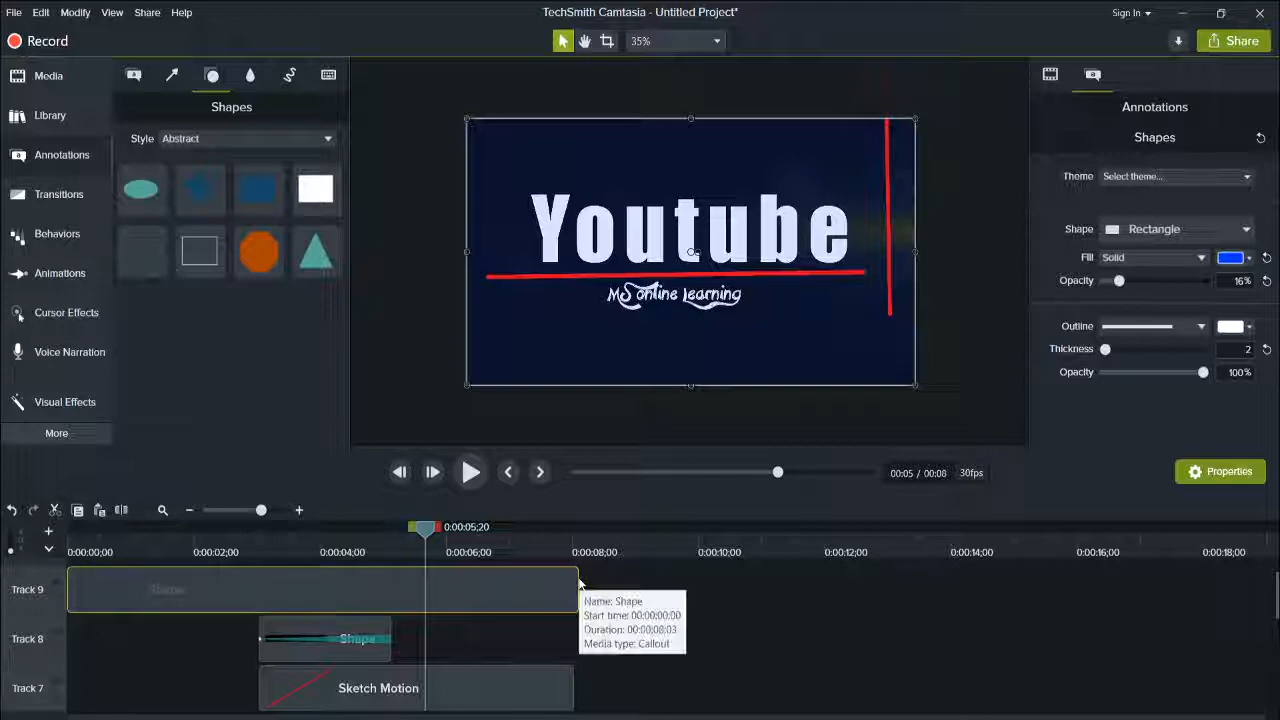 File Edit Modify View Share Help TechSmith Camtasia - Untitled Project* Sign In
Record 35% Share
Media
Library
Annotations
Transitions
Behaviors
Animations
Cursor Effects
Voice Narration
Visual Effects
More
Shapes
Style Abstract
Youtube
MS online learning
Annotations
Shapes
Theme Select theme...
Shape Rectangle
Fill Solid
Opacity 16%
Outline
Thickness 2
Opacity 100%
00:05 / 00:08 30fps
Properties
0:00:05;20
0:00:00;00 0:00:02;00 0:00:04;00 0:00:06;00 0:00:08;00 0:00:10;00 0:00:12;00 0:00:14;00 0:00:16;00 0:00:18;00
Track 9 Shape
Name: Shape
Start time: 00:00:00;00
Duration: 00:00:08;03
Media type: Callout
Track 8 Shape
Track 7 Sketch Motion